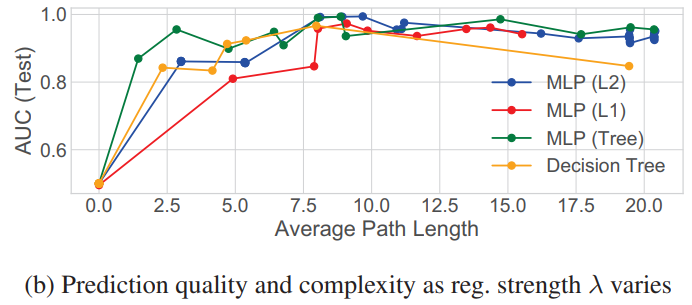 1.0
0.8
0.6
AUC (Test)
MLP (L2)
MLP (L1)
MLP (Tree)
Decision Tree
0.0 2.5 5.0 7.5 10.0 12.5 15.0 17.5 20.0
Average Path Length
(b) Prediction quality and complexity as reg. strength λ varies